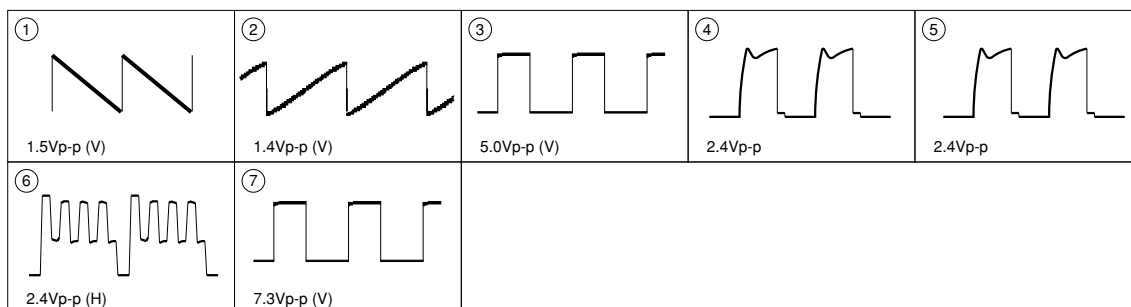 ①
1.5Vp-p (V)
②
1.4Vp-p (V)
③
5.0Vp-p (V)
④
2.4Vp-p
⑤
2.4Vp-p
⑥
2.4Vp-p (H)
⑦
7.3Vp-p (V)